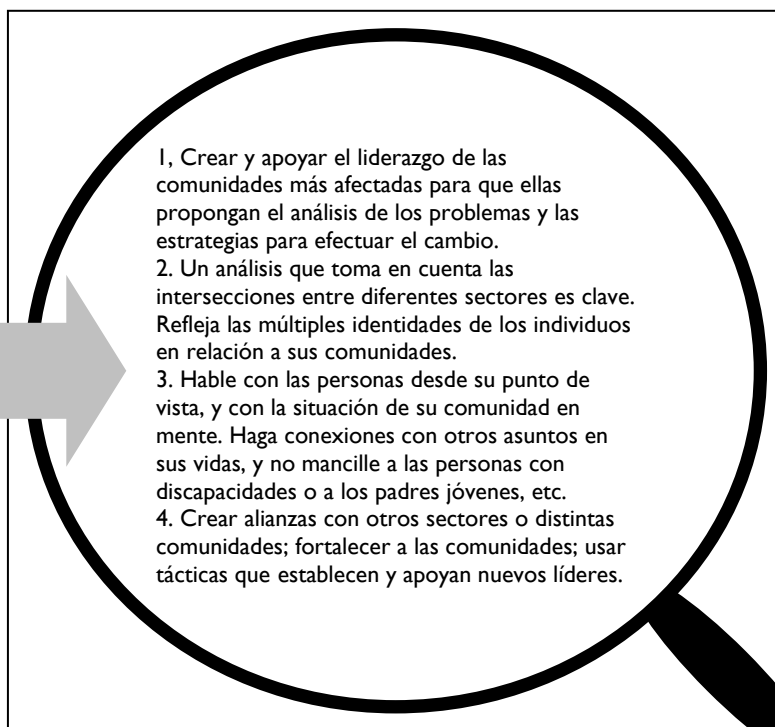 1, Crear y apoyar el liderazgo de las
comunidades más afectadas para que ellas
propongan el análisis de los problemas y las
estrategias para efectuar el cambio.
2. Un análisis que toma en cuenta las
intersecciones entre diferentes sectores es clave.
Refleja las múltiples identidades de los individuos
en relación a sus comunidades.
3. Hable con las personas desde su punto de
vista, y con la situación de su comunidad en
mente. Haga conexiones con otros asuntos en
sus vidas, y no mancille a las personas con
discapacidades o a los padres jóvenes, etc.
4. Crear alianzas con otros sectores o distintas
comunidades; fortalecer a las comunidades; usar
tácticas que establecen y apoyan nuevos líderes.